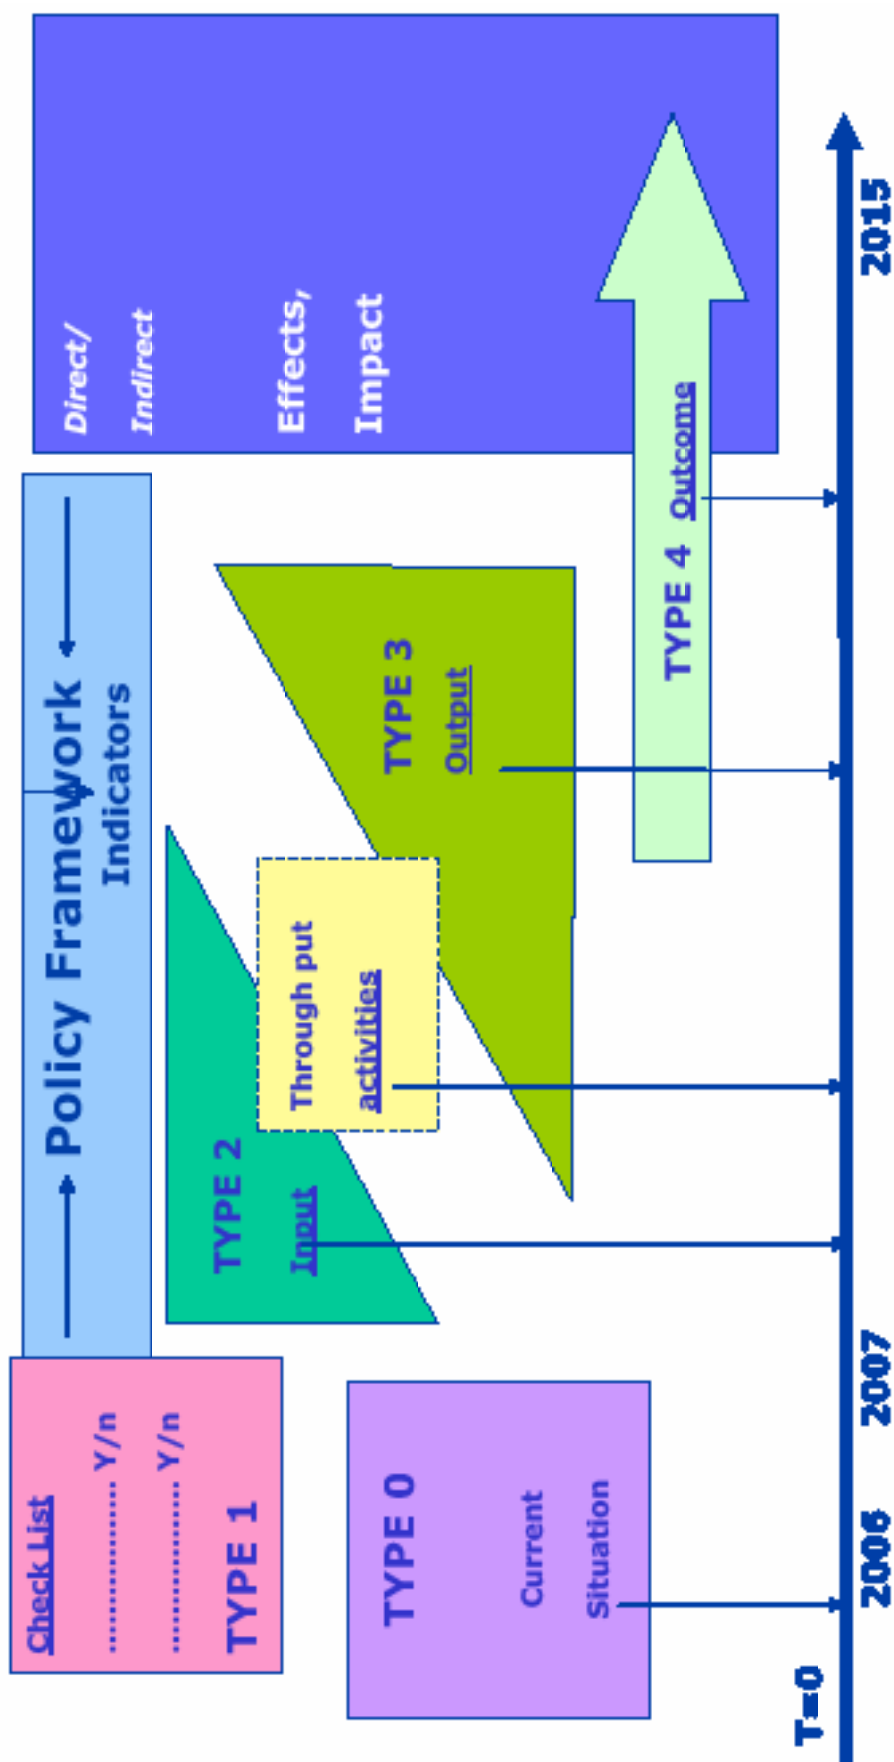 Check List
............... Y/n
............... Y/n
TYPE 1
Policy Framework
Indicators
Direct/
Indirect
Effects,
Impact
TYPE 2
Input
Through put
activities
TYPE 3
Output
TYPE 0
Current
Situation
TYPE 4 Outcome
T=0
2006
2007
2015